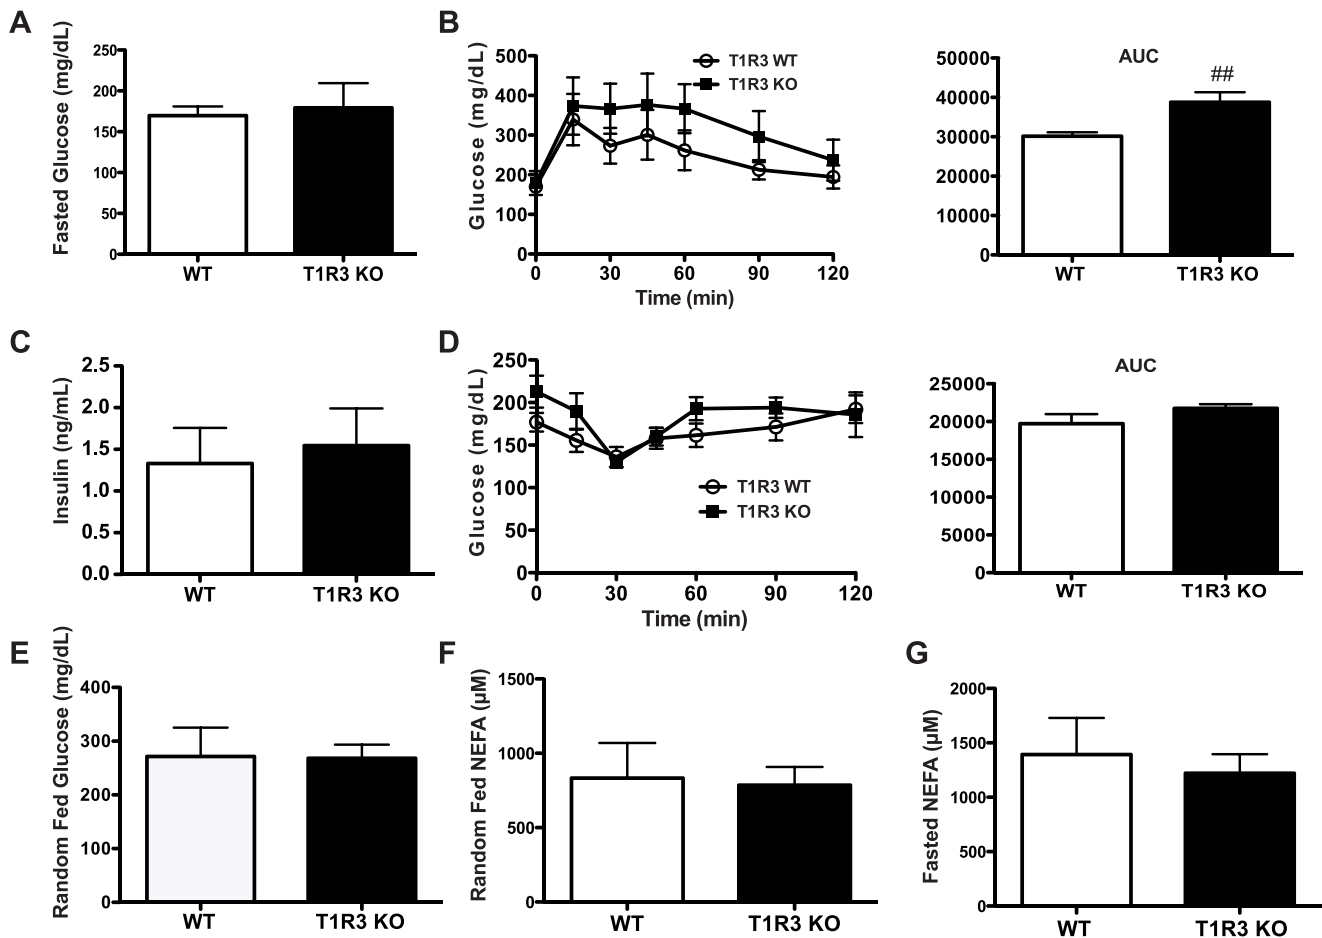 A
Fasted Glucose (mg/dL)
250
200
150
100
50
0
WT
T1R3 KO
B
Glucose (mg/dL)
500
400
300
200
100
0
0
30
60
90
120
Time (min)
T1R3 WT
T1R3 KO
AUC
##
50000
40000
30000
20000
10000
0
WT
T1R3 KO
C
Insulin (ng/mL)
2.5
2.0
1.5
1.0
0.5
0.0
WT
T1R3 KO
D
Glucose (mg/dL)
250
200
150
100
50
0
0
30
60
90
120
Time (min)
T1R3 WT
T1R3 KO
AUC
25000
20000
15000
10000
5000
0
WT
T1R3 KO
E
Random Fed Glucose (mg/dL)
400
300
200
100
0
WT
T1R3 KO
F
Random Fed NEFA (µM)
1500
1000
500
0
WT
T1R3 KO
G
Fasted NEFA (µM)
2000
1500
1000
500
0
WT
T1R3 KO